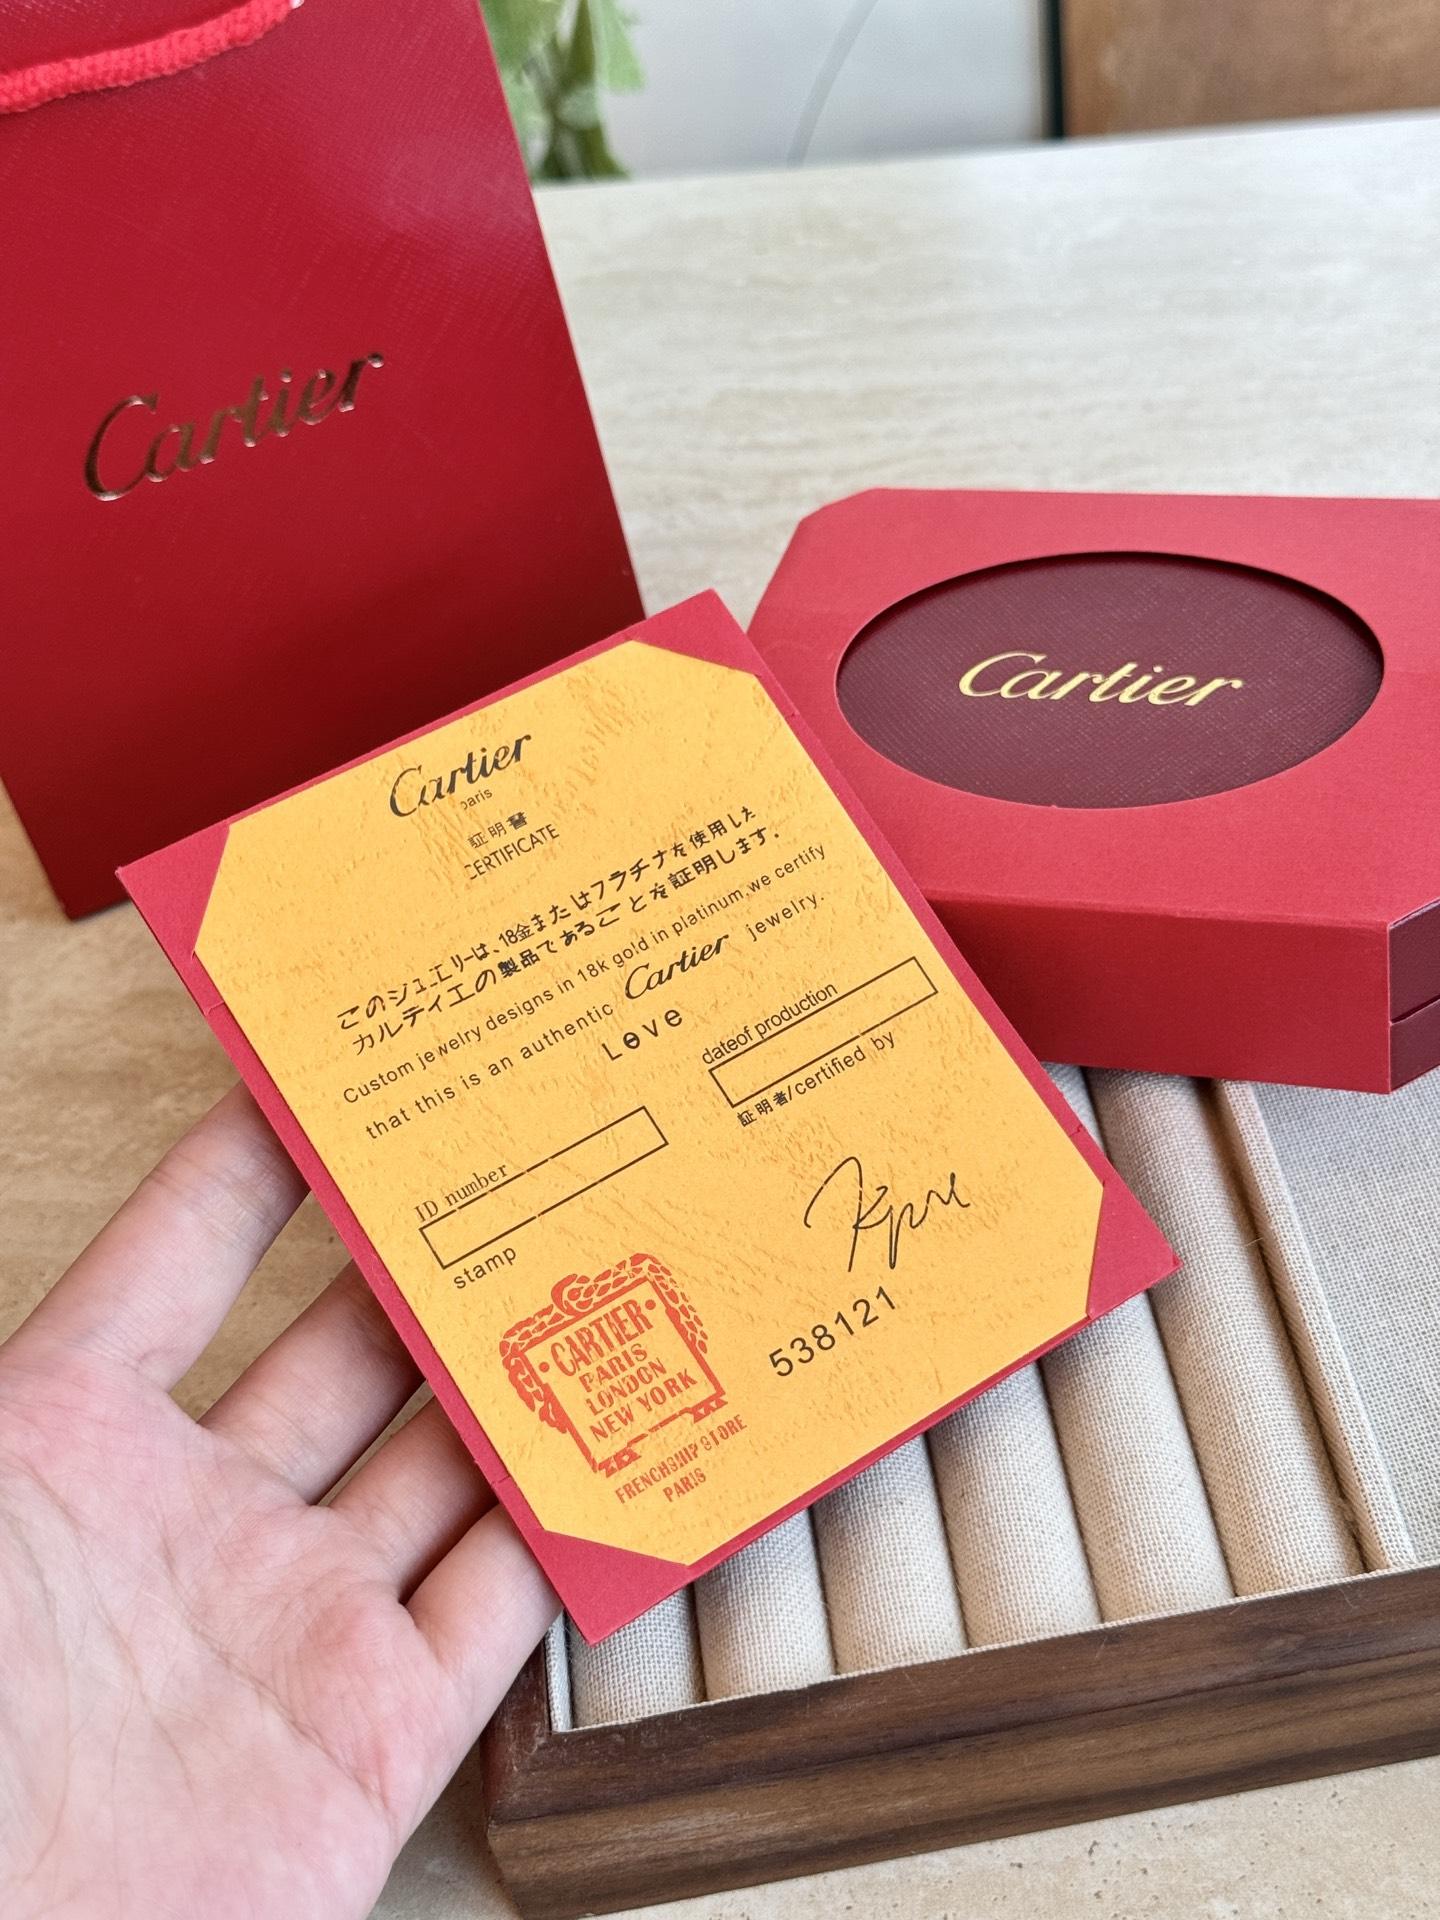 Cartier
Cartier
Cartier
paris
証明書
CERTIFICATE
このジュエリーは、18金またはフラチナを使用した
カルティエの製品であることを証明します.
Custom jewelry designs in 18k gold in platinum,we certify
that this is an authentic Cartier jewelry.
LOVE
dateof production
証明者/certified by
ID number
stamp
538121
CARTIER
PARIS
LONDON
NEW YORK
FRENCHSHIP STORE
PARIS